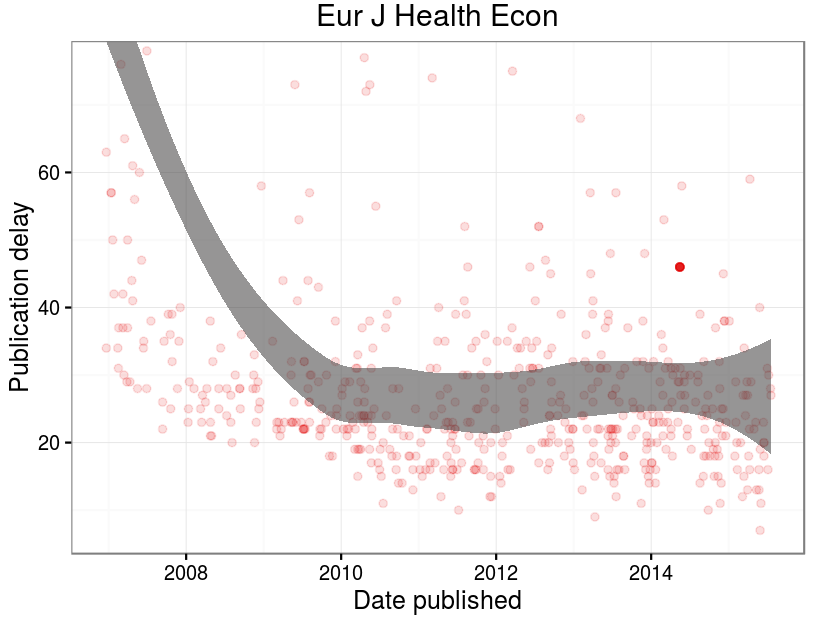 Eur J Health Econ
Publication delay
60
40
20
2008 2010 2012 2014
Date published